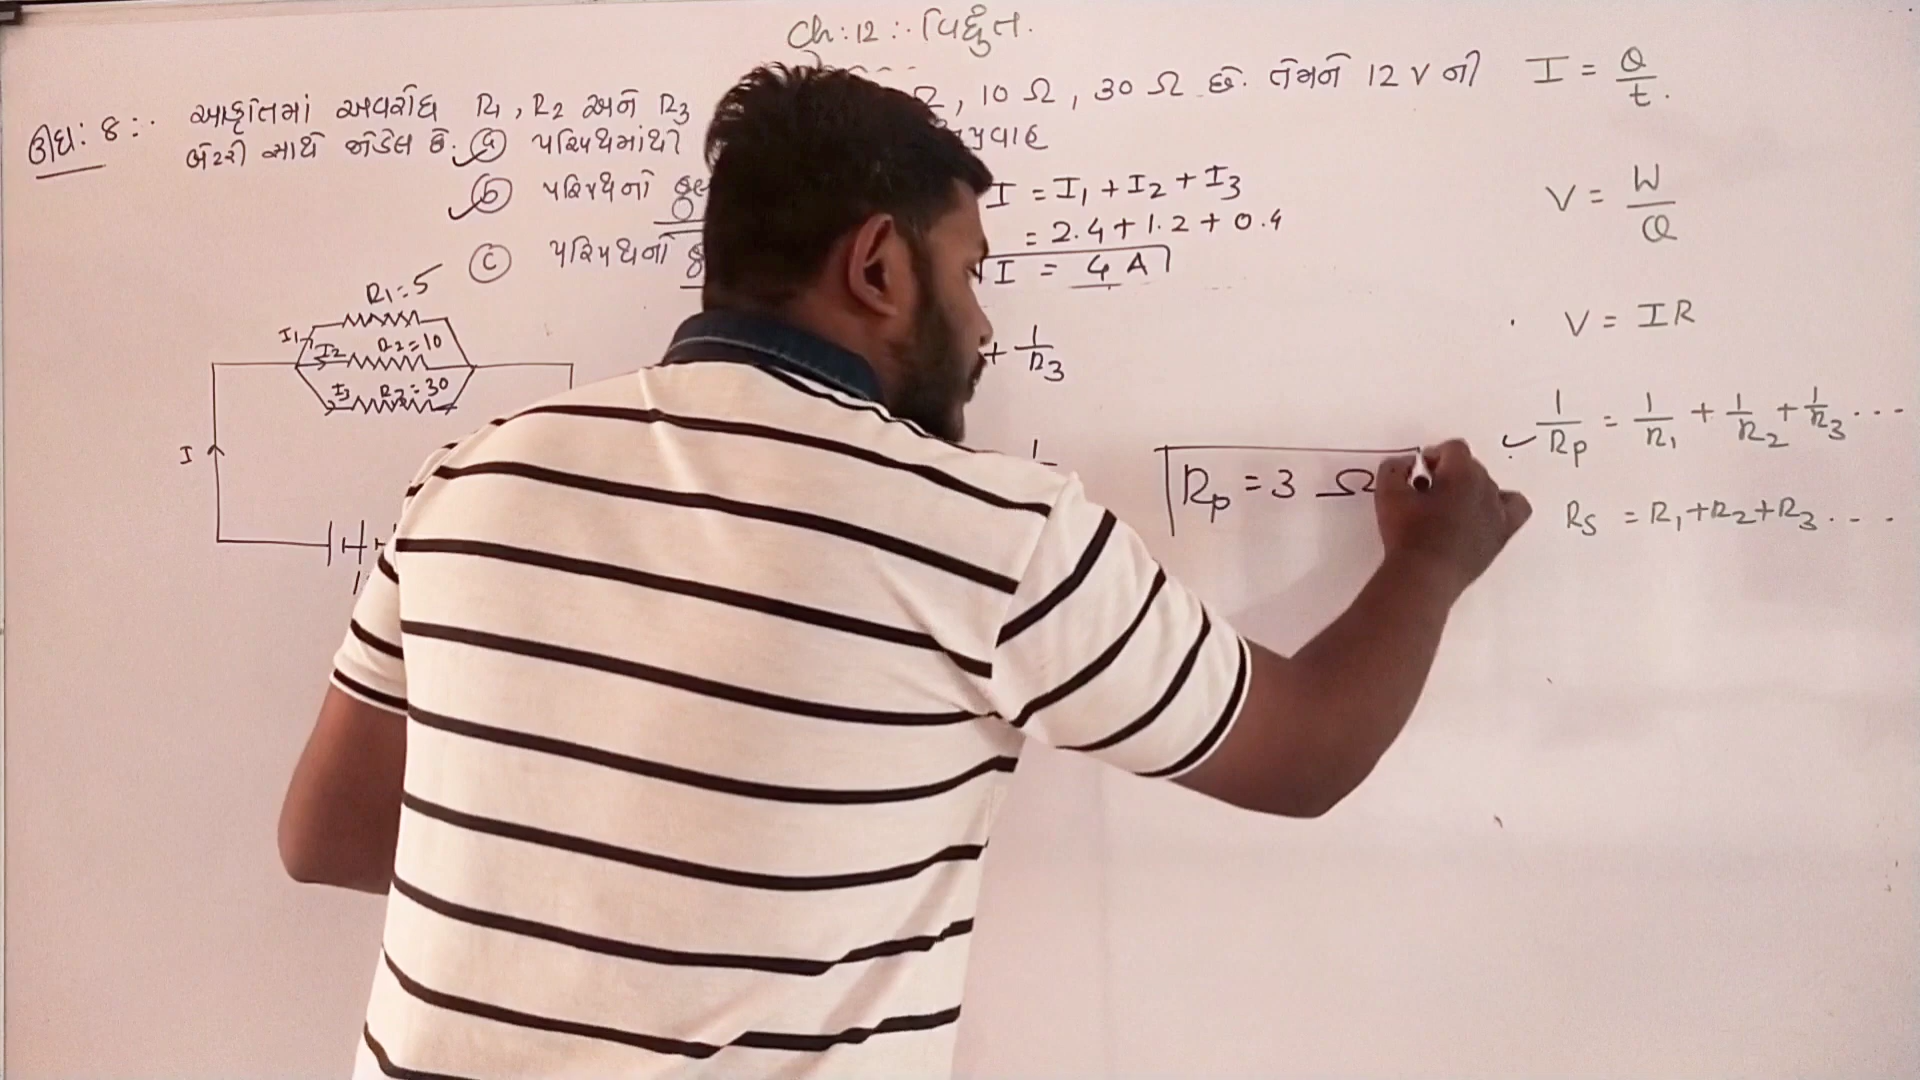 Ch : 12 :. વિદ્યુત.
ઊદા: 8 :. આકૃતિમાં અવરોધ R1, R2 અને R3 Ω, 10 Ω, 30 Ω છે. તેમને 12 V ની
બેટરી સાથે જોડેલ છે. (a) પરિપથમાંથી પ્રવાહ
(b) પરિપથનો કુલ
(c) પરિપથનો કુ
I = I1 + I2 + I3
= 2.4 + 1.2 + 0.4
I = 4 A
+ 1/R3
Rp = 3 Ω
R1 = 5
I1
I2 R2 = 10
I3 R3 = 30
I
I = Q/t.
V = W/Q
V = IR
1/Rp = 1/R1 + 1/R2 + 1/R3 ...
Rs = R1 + R2 + R3 ...